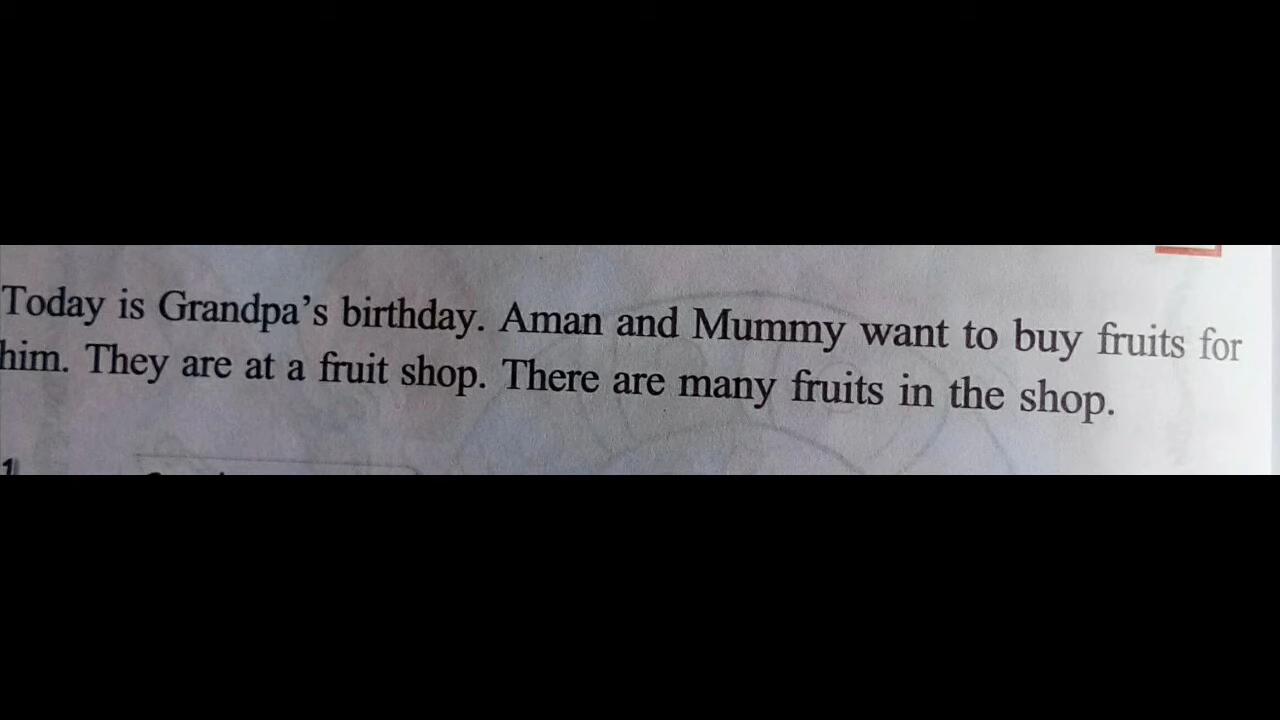 Today is Grandpa’s birthday. Aman and Mummy want to buy fruits for
him. They are at a fruit shop. There are many fruits in the shop.
1